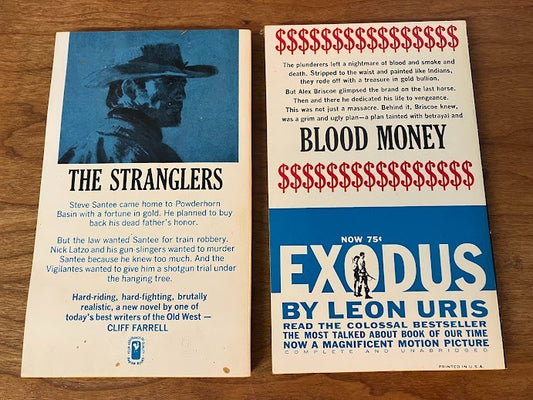 THE STRANGLERS
Steve Santee came home to Powderhorn
Basin with a fortune in gold. He planned to buy
back his dead father's honor.
But the law wanted Santee for train robbery.
Nick Latzo and his gun-slingers wanted to murder
Santee because he knew too much. And the
Vigilantes wanted to give him a shotgun trial under
the hanging tree.
Hard-riding, hard-fighting, brutally
realistic, a new novel by one of
today's best writers of the Old West —
CLIFF FARRELL
$$$$$$$$$$$$$$$$
The plunderers left a nightmare of blood and smoke and
death. Stripped to the waist and painted like Indians,
they rode off with a treasure in gold bullion.
But Alex Briscoe glimpsed the brand on the last horse.
Then and there he dedicated his life to vengeance.
This was not just a massacre. Behind it, Briscoe knew,
was a grim and ugly plan—a plan tainted with betrayal and
BLOOD MONEY
$$$$$$$$$$$$$$$$
NOW 75¢
EXODUS
BY LEON URIS
READ THE COLOSSAL BESTSELLER
THE MOST TALKED ABOUT BOOK OF OUR TIME
NOW A MAGNIFICENT MOTION PICTURE
COMPLETE AND UNABRIDGED
PRINTED IN U.S.A.